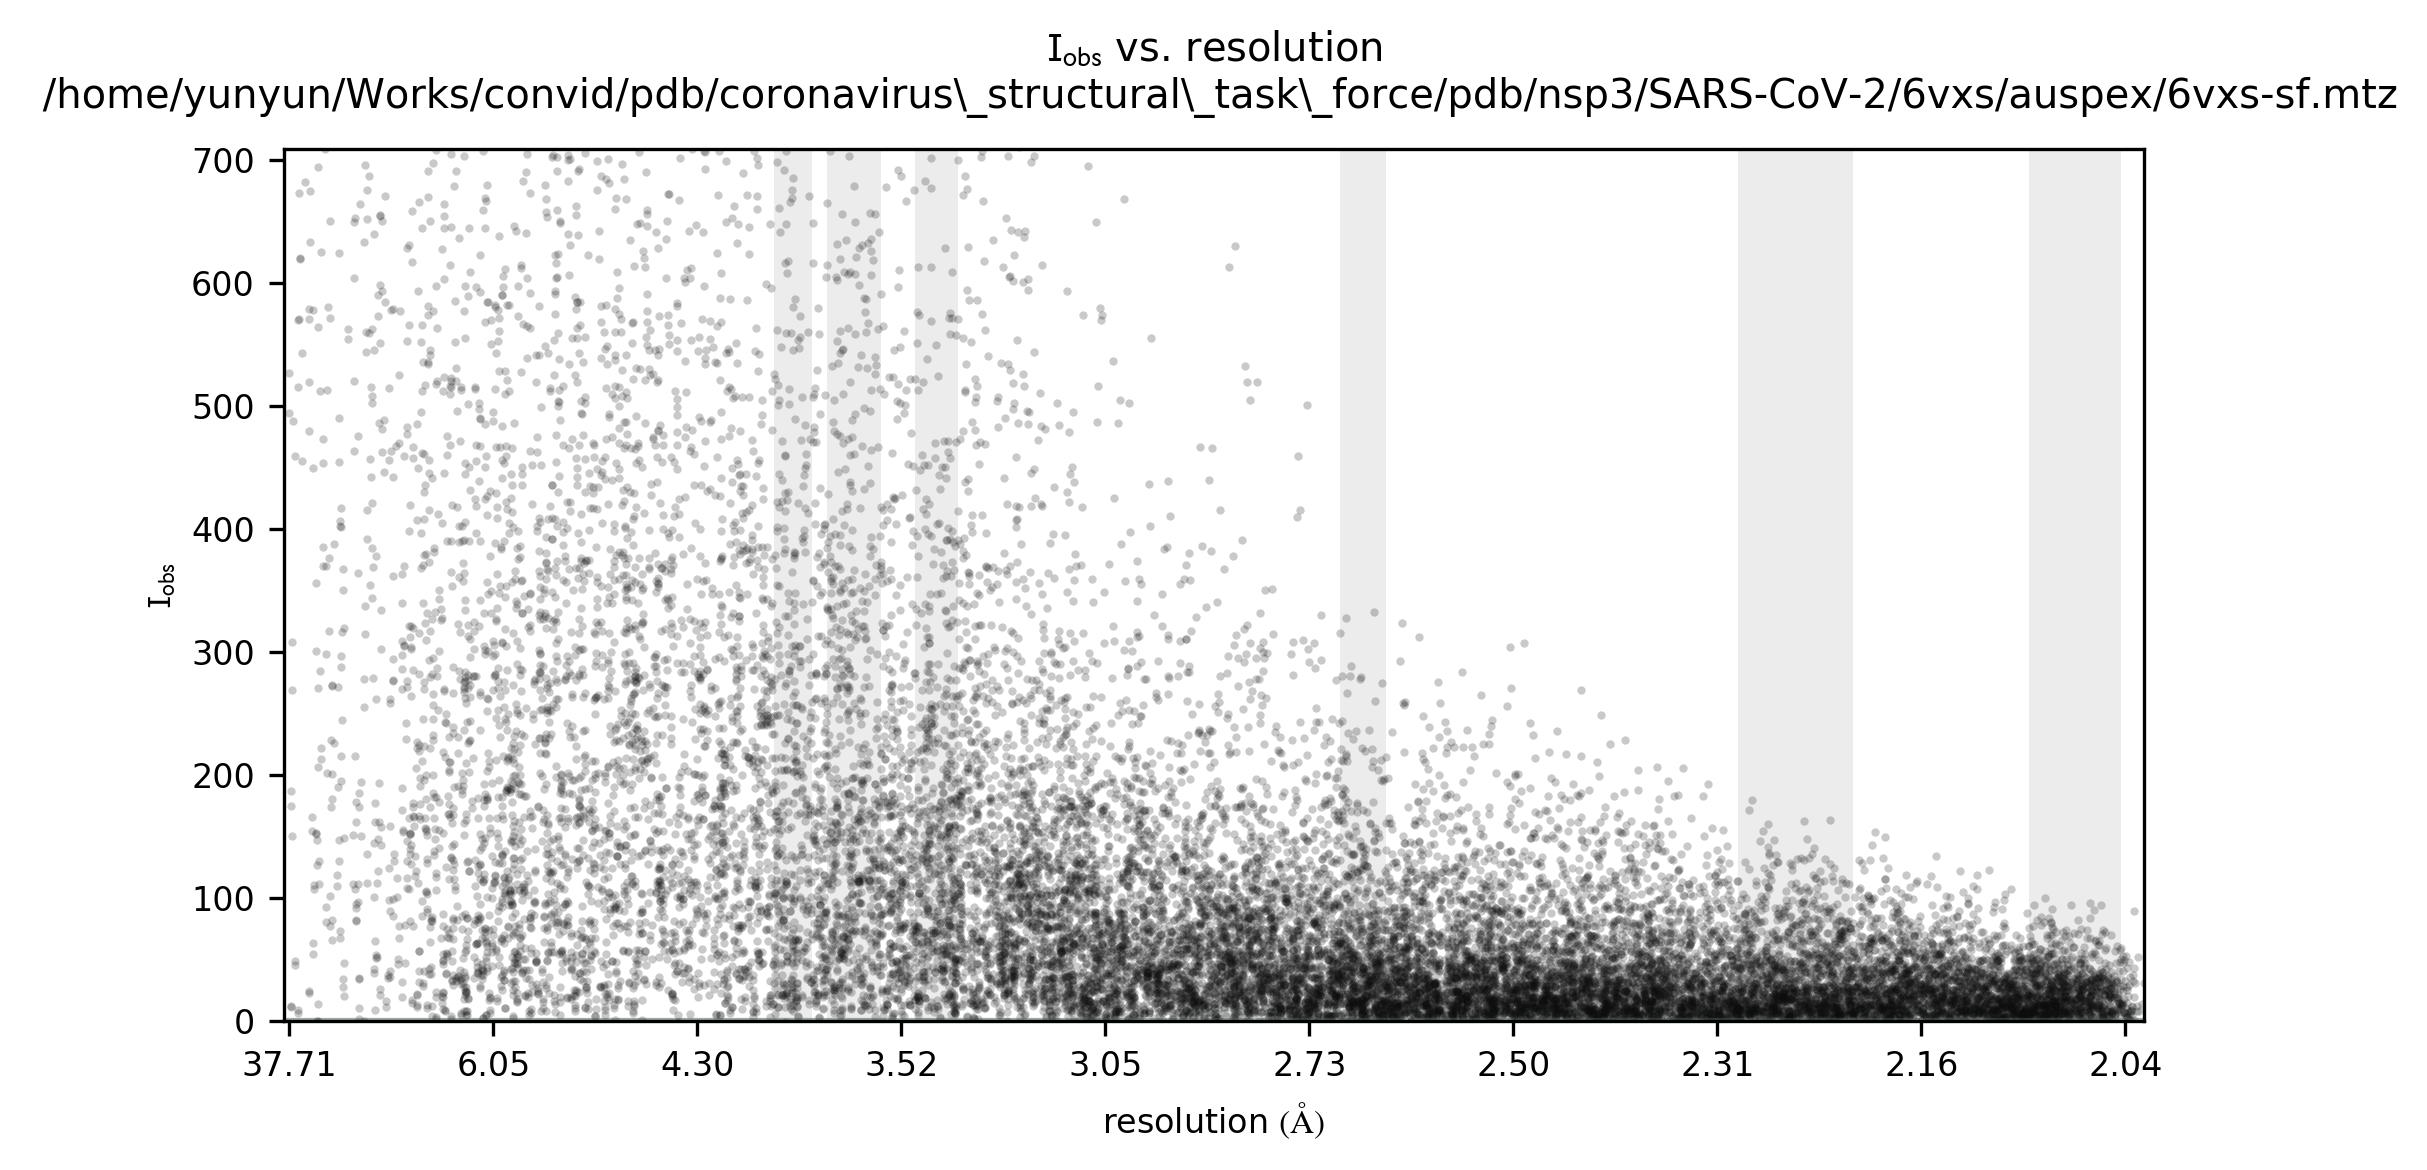 I_obs vs. resolution
/home/yunyun/Works/convid/pdb/coronavirus\_structural\_task\_force/pdb/nsp3/SARS-CoV-2/6vxs/auspex/6vxs-sf.mtz
700
600
500
400
300
200
100
0
I_obs
37.71 6.05 4.30 3.52 3.05 2.73 2.50 2.31 2.16 2.04
resolution (Å)